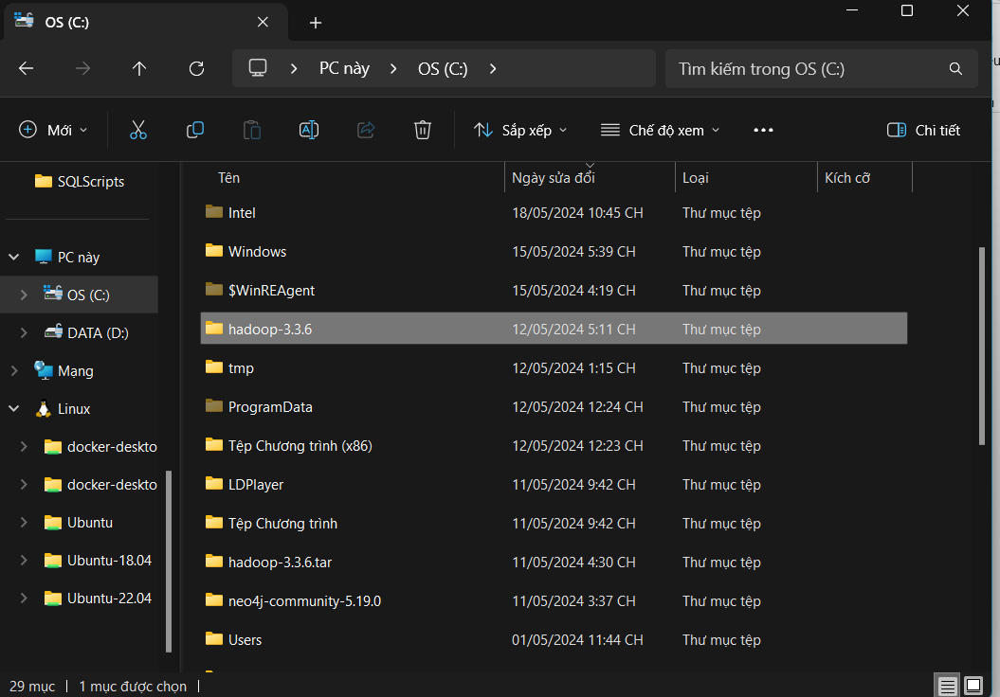 OS (C:)
PC này
OS (C:)
Tìm kiếm trong OS (C:)
Mới
Sắp xếp
Chế độ xem
Chi tiết
SQLScripts
PC này
OS (C:)
DATA (D:)
Mạng
Linux
docker-deskto
docker-deskto
Ubuntu
Ubuntu-18.04
Ubuntu-22.04
Tên Ngày sửa đổi Loại Kích cỡ
Intel 18/05/2024 10:45 CH Thư mục tệp
Windows 15/05/2024 5:39 CH Thư mục tệp
$WinREAgent 15/05/2024 4:19 CH Thư mục tệp
hadoop-3.3.6 12/05/2024 5:11 CH Thư mục tệp
tmp 12/05/2024 1:15 CH Thư mục tệp
ProgramData 12/05/2024 12:24 CH Thư mục tệp
Tệp Chương trình (x86) 12/05/2024 12:23 CH Thư mục tệp
LDPlayer 11/05/2024 9:42 CH Thư mục tệp
Tệp Chương trình 11/05/2024 9:42 CH Thư mục tệp
hadoop-3.3.6.tar 11/05/2024 4:30 CH Thư mục tệp
neo4j-community-5.19.0 11/05/2024 3:37 CH Thư mục tệp
Users 01/05/2024 11:44 CH Thư mục tệp
29 mục 1 mục được chọn